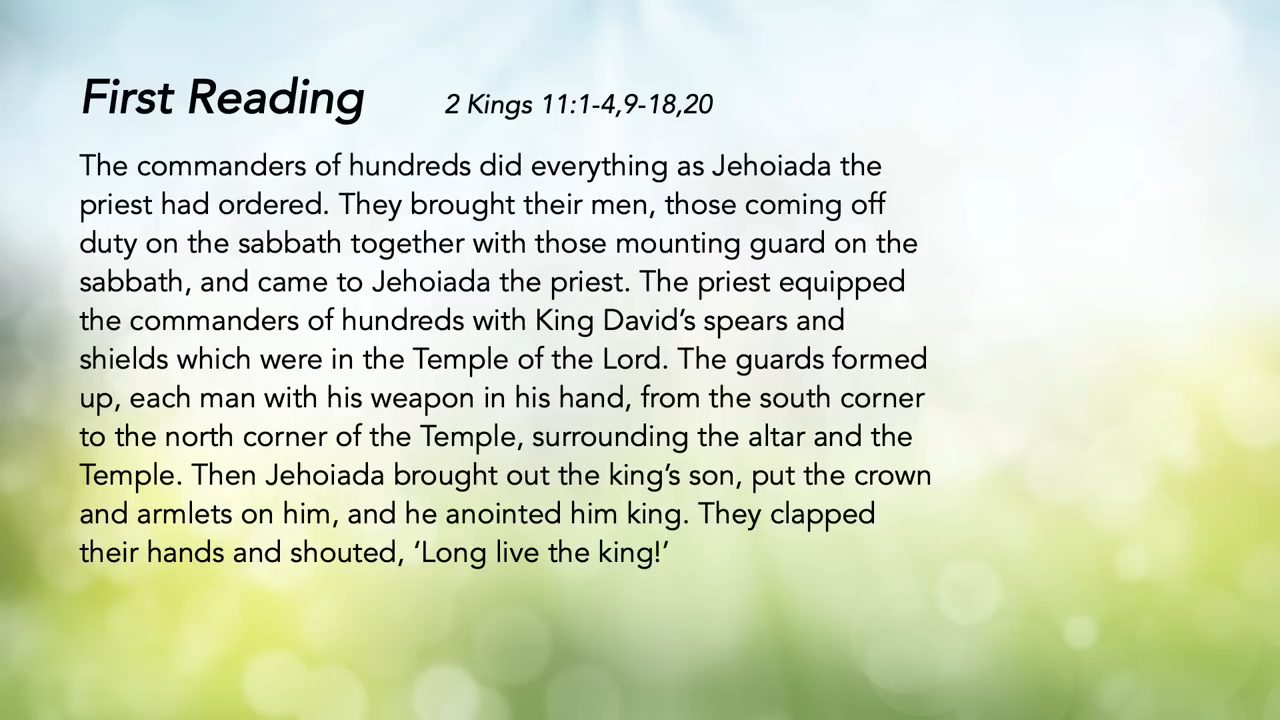 First Reading 2 Kings 11:1-4,9-18,20
The commanders of hundreds did everything as Jehoiada the
priest had ordered. They brought their men, those coming off
duty on the sabbath together with those mounting guard on the
sabbath, and came to Jehoiada the priest. The priest equipped
the commanders of hundreds with King David’s spears and
shields which were in the Temple of the Lord. The guards formed
up, each man with his weapon in his hand, from the south corner
to the north corner of the Temple, surrounding the altar and the
Temple. Then Jehoiada brought out the king’s son, put the crown
and armlets on him, and he anointed him king. They clapped
their hands and shouted, ‘Long live the king!’